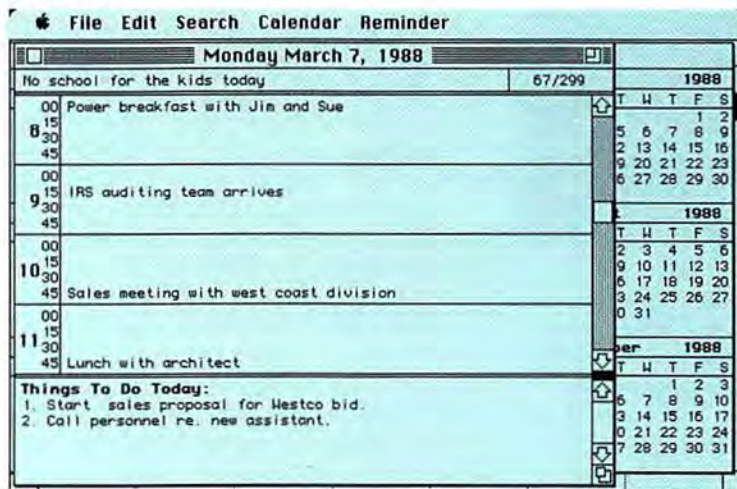 File Edit Search Calendar Reminder
Monday March 7, 1988
No school for the kids today 67/299
8 00 Power breakfast with Jim and Sue
15
30
45
9 00
15 IRS auditing team arrives
30
45
10 00
15
30
45 Sales meeting with west coast division
11 00
15
30
45 Lunch with architect
Things To Do Today:
1. Start sales proposal for Westco bid.
2. Call personnel re. new assistant.
1988
T W T F S
1 2
5 6 7 8 9
2 13 14 15 16
9 20 21 22 23
6 27 28 29 30
t 1988
T W T F S
2 3 4 5 6
9 10 11 12 13
6 17 18 19 20
3 24 25 26 27
0 31
ber 1988
T W T F S
1 2 3
6 7 8 9 10
3 14 15 16 17
0 21 22 23 24
7 28 29 30 31